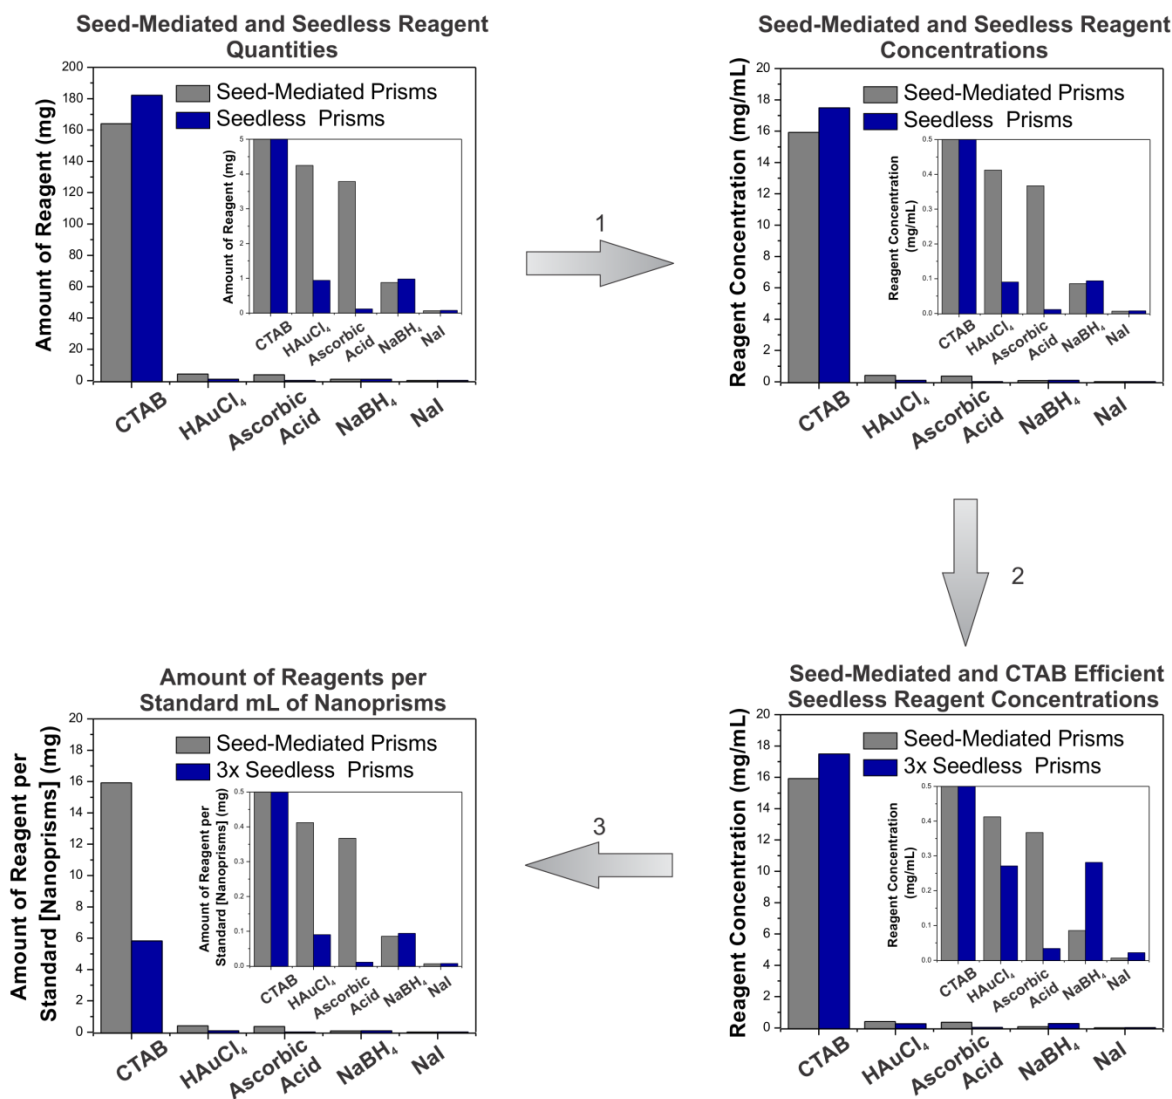 Seed-Mediated and Seedless Reagent
Quantities
Amount of Reagent (mg)
200
180
160
140
120
100
80
60
40
20
0
Seed-Mediated Prisms
Seedless Prisms
Amount of Reagent (mg)
5
4
3
2
1
0
CTAB
HAuCl₄
Ascorbic
Acid
NaBH₄
NaI
CTAB
HAuCl₄
Ascorbic
Acid
NaBH₄
NaI
1
Seed-Mediated and Seedless Reagent
Concentrations
Reagent Concentration (mg/mL)
20
18
16
14
12
10
8
6
4
2
0
Seed-Mediated Prisms
Seedless Prisms
Reagent Concentration
(mg/mL)
0.5
0.4
0.3
0.2
0.1
0.0
CTAB
HAuCl₄
Ascorbic
Acid
NaBH₄
NaI
CTAB
HAuCl₄
Ascorbic
Acid
NaBH₄
NaI
2
Seed-Mediated and CTAB Efficient
Seedless Reagent Concentrations
Reagent Concentration (mg/mL)
20
18
16
14
12
10
8
6
4
2
0
Seed-Mediated Prisms
3x Seedless Prisms
Reagent Concentration
(mg/mL)
0.5
0.4
0.3
0.2
0.1
0.0
CTAB
HAuCl₄
Ascorbic
Acid
NaBH₄
NaI
CTAB
HAuCl₄
Ascorbic
Acid
NaBH₄
NaI
3
Amount of Reagents per
Standard mL of Nanoprisms
Amount of Reagent per
Standard [Nanoprisms] (mg)
20
18
16
14
12
10
8
6
4
2
0
Seed-Mediated Prisms
3x Seedless Prisms
Amount of Reagent per
Standard [Nanoprisms] (mg)
0.5
0.4
0.3
0.2
0.1
0.0
CTAB
HAuCl₄
Ascorbic
Acid
NaBH₄
NaI
CTAB
HAuCl₄
Ascorbic
Acid
NaBH₄
NaI